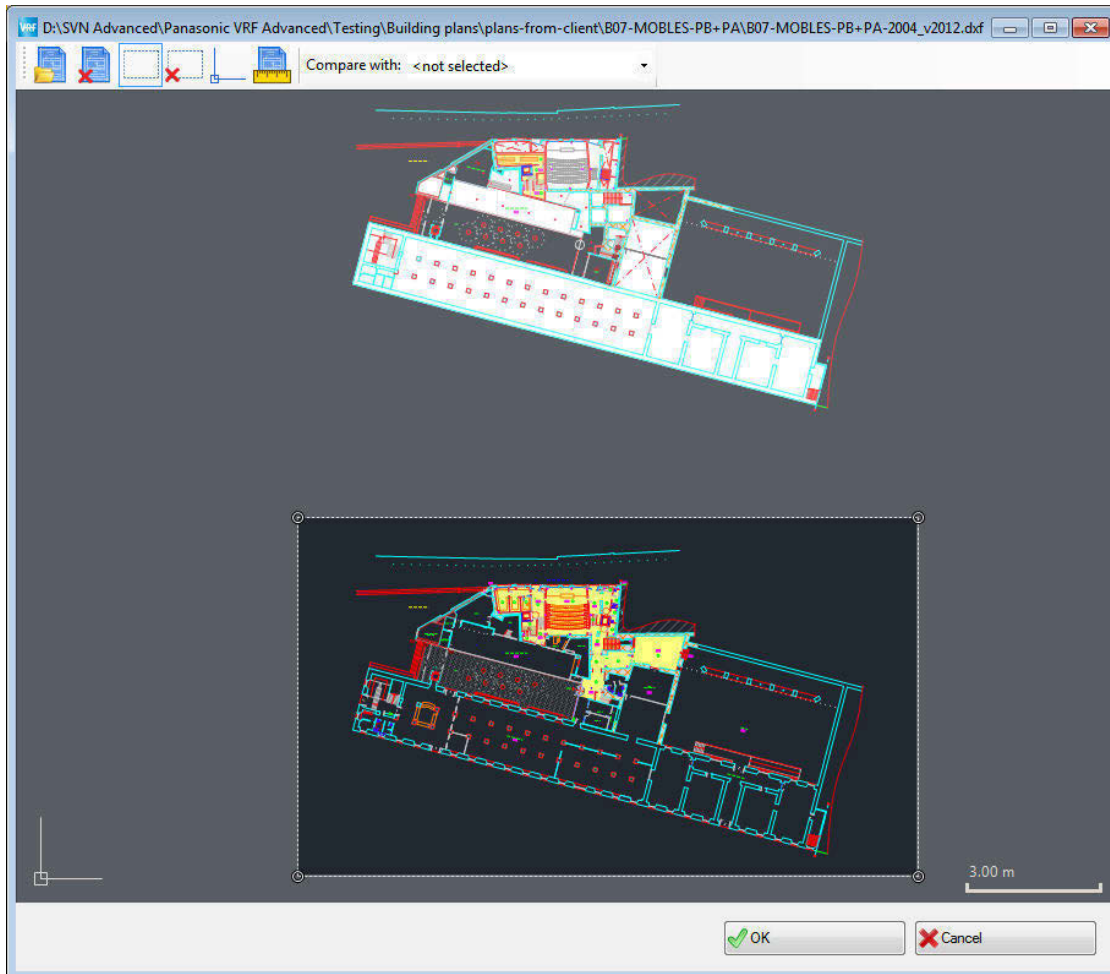 VRF D:\SVN Advanced\Panasonic VRF Advanced\Testing\Building plans\plans-from-client\B07-MOBLES-PB+PA\B07-MOBLES-PB+PA-2004_v2012.dxf
Compare with: <not selected>
3.00 m
OK Cancel